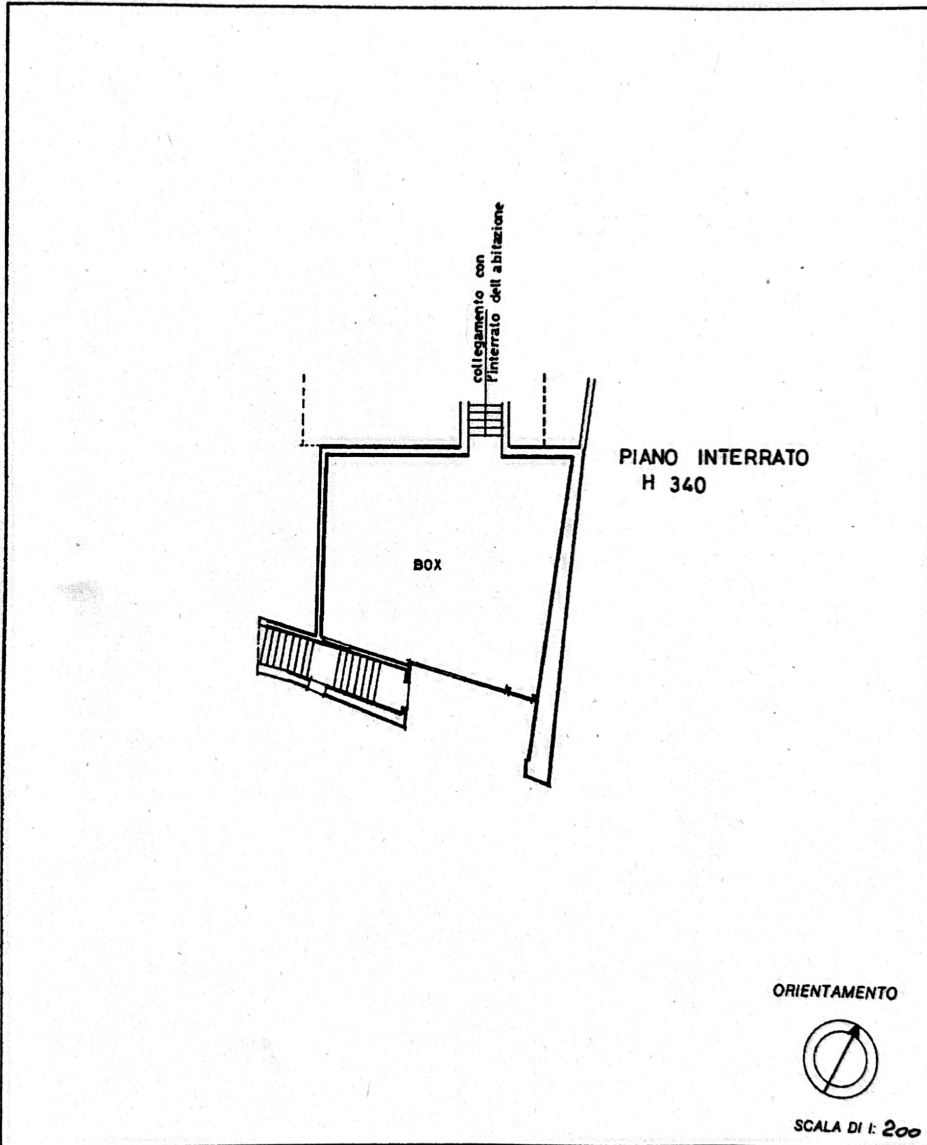 collegamento con
l'interrato dell abitazione
PIANO INTERRATO
H 340
BOX
ORIENTAMENTO
SCALA DI 1: 200